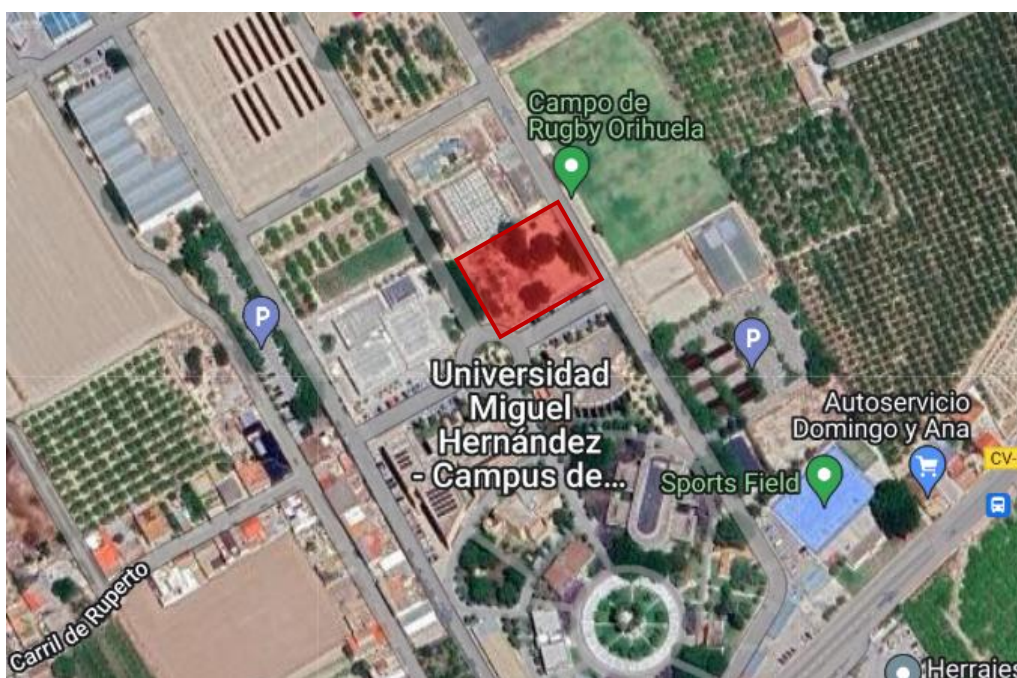 Campo de
Rugby Orihuela
P
P
Universidad
Miguel
Hernández
- Campus de...
Autoservicio
Domingo y Ana
CV-
Sports Field
Carril de Ruperto
Herrajes